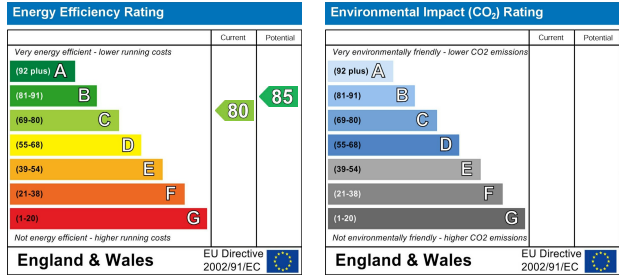 Energy Efficiency Rating
Current Potential
Very energy efficient - lower running costs
(92 plus) A
(81-91) B
(69-80) C
(55-68) D
(39-54) E
(21-38) F
(1-20) G
80
85
Not energy efficient - higher running costs
England & Wales
EU Directive
2002/91/EC
Environmental Impact (CO₂) Rating
Current Potential
Very environmentally friendly - lower CO2 emissions
(92 plus) A
(81-91) B
(69-80) C
(55-68) D
(39-54) E
(21-38) F
(1-20) G
Not environmentally friendly - higher CO2 emissions
England & Wales
EU Directive
2002/91/EC